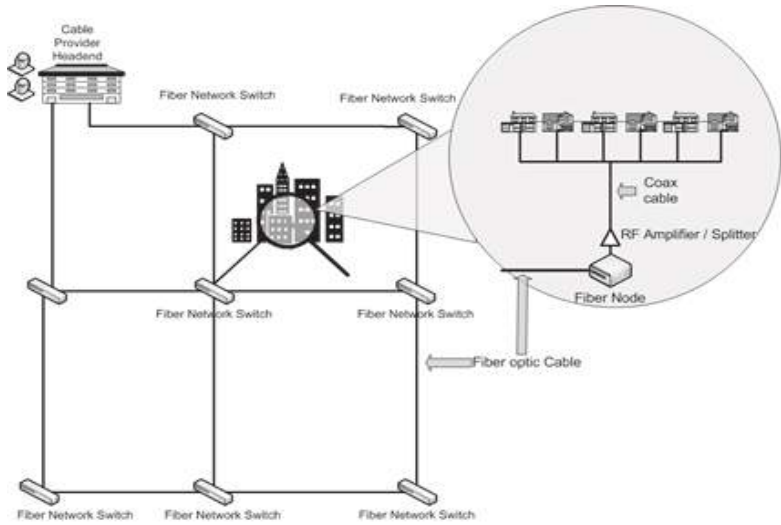 Cable
Provider
Headend
Fiber Network Switch
Fiber Network Switch
Coax
cable
RF Amplifier / Splitter
Fiber Node
Fiber Network Switch
Fiber Network Switch
Fiber optic Cable
Fiber Network Switch
Fiber Network Switch
Fiber Network Switch